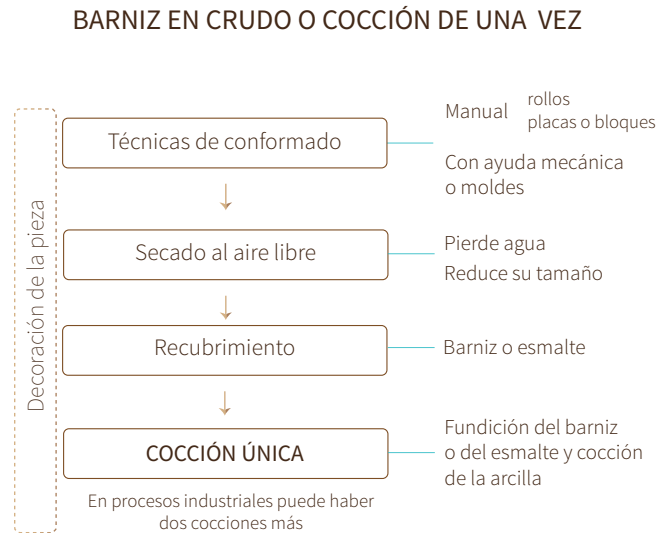 BARNIZ EN CRUDO O COCCIÓN DE UNA VEZ
Decoración de la pieza
Técnicas de conformado
Manual
rollos
placas o bloques
Con ayuda mecánica
o moldes
Secado al aire libre
Pierde agua
Reduce su tamaño
Recubrimiento
Barniz o esmalte
COCCIÓN ÚNICA
Fundición del barniz
o del esmalte y cocción
de la arcilla
En procesos industriales puede haber
dos cocciones más